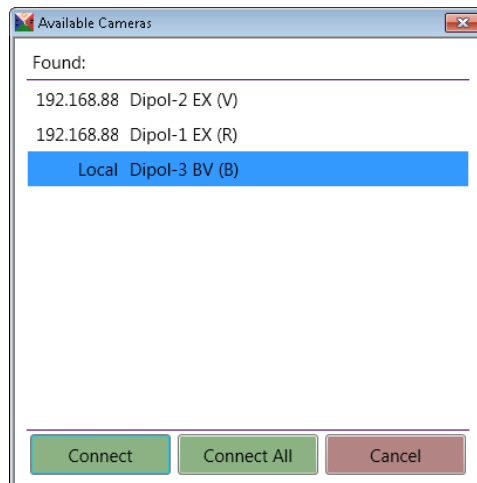 Available Cameras
Found:
192.168.88 Dipol-2 EX (V)
192.168.88 Dipol-1 EX (R)
Local Dipol-3 BV (B)
Connect Connect All Cancel